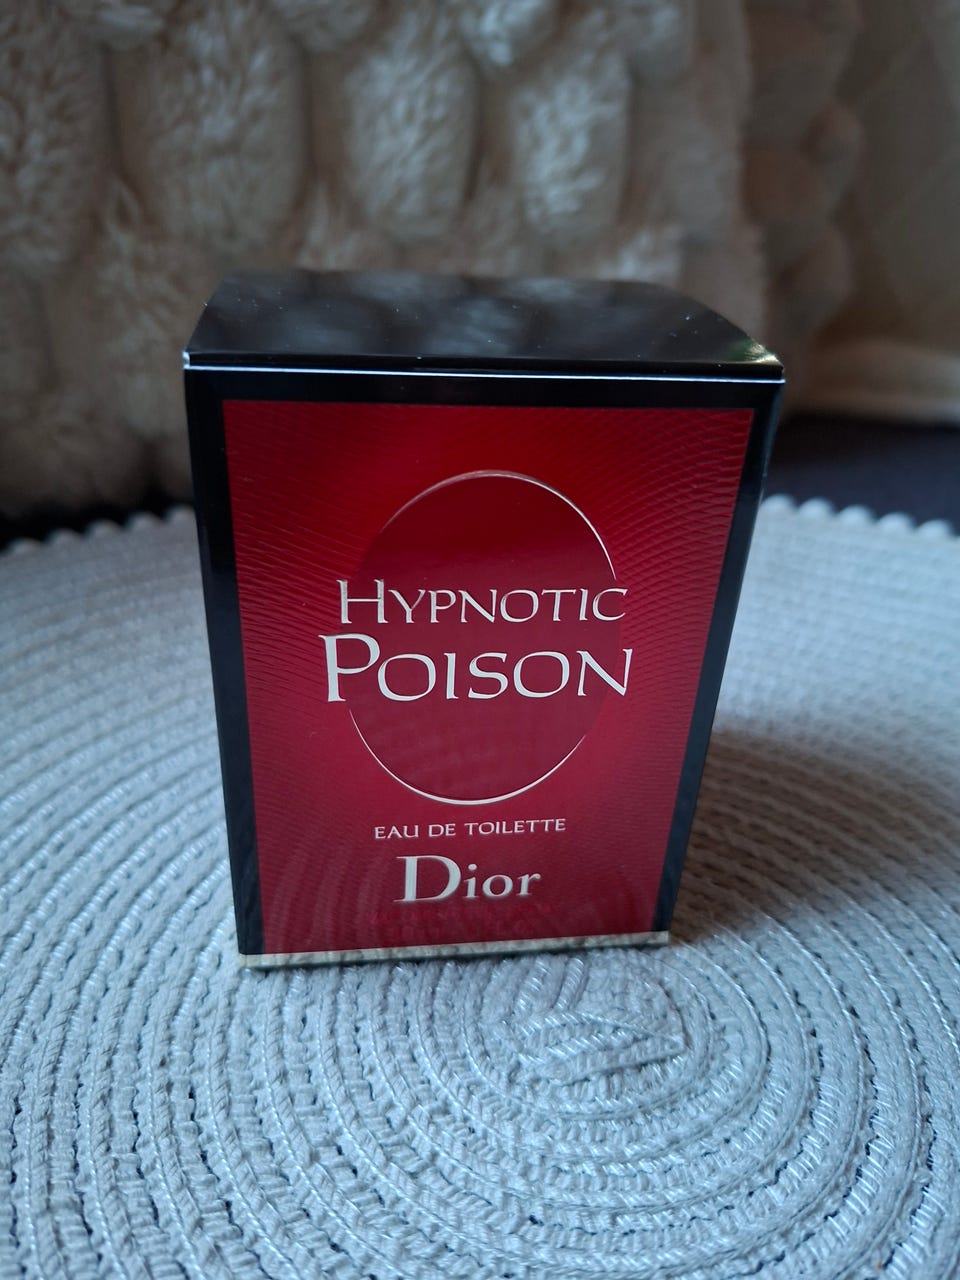 HYPNOTIC
POISON
EAU DE TOILETTE
Dior